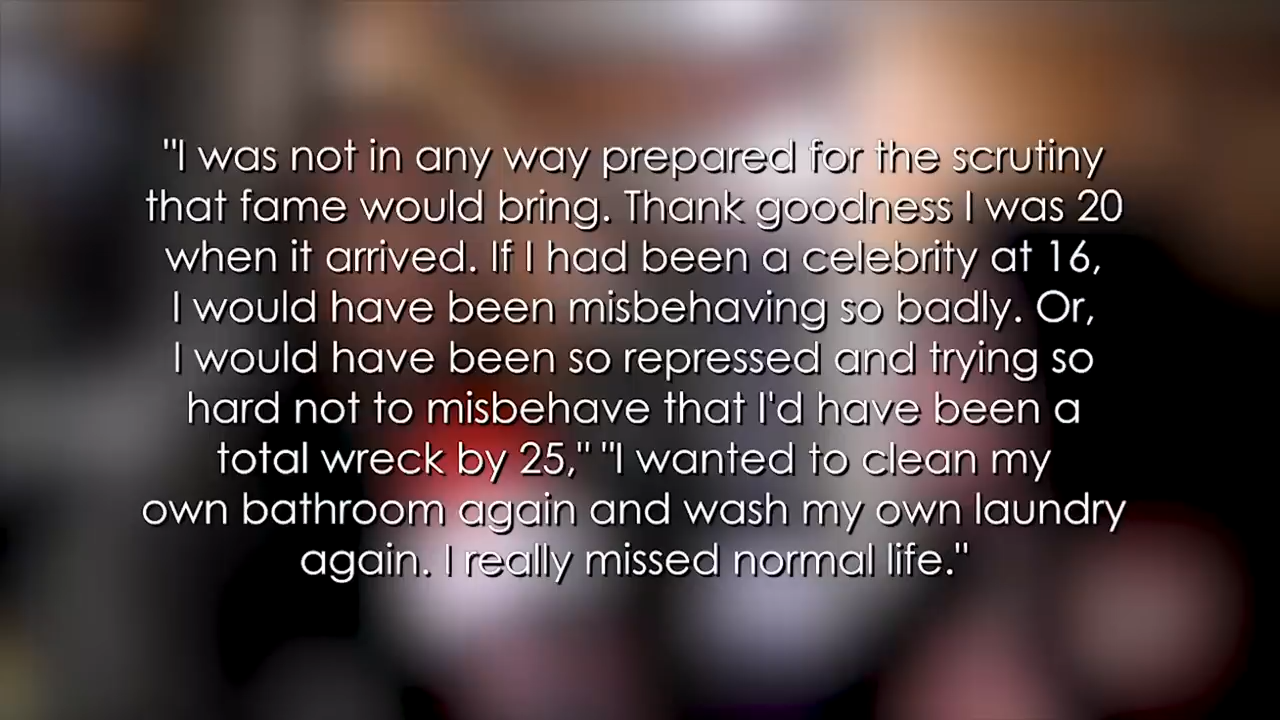 "I was not in any way prepared for the scrutiny
that fame would bring. Thank goodness I was 20
when it arrived. If I had been a celebrity at 16,
I would have been misbehaving so badly. Or,
I would have been so repressed and trying so
hard not to misbehave that I'd have been a
total wreck by 25," "I wanted to clean my
own bathroom again and wash my own laundry
again. I really missed normal life."